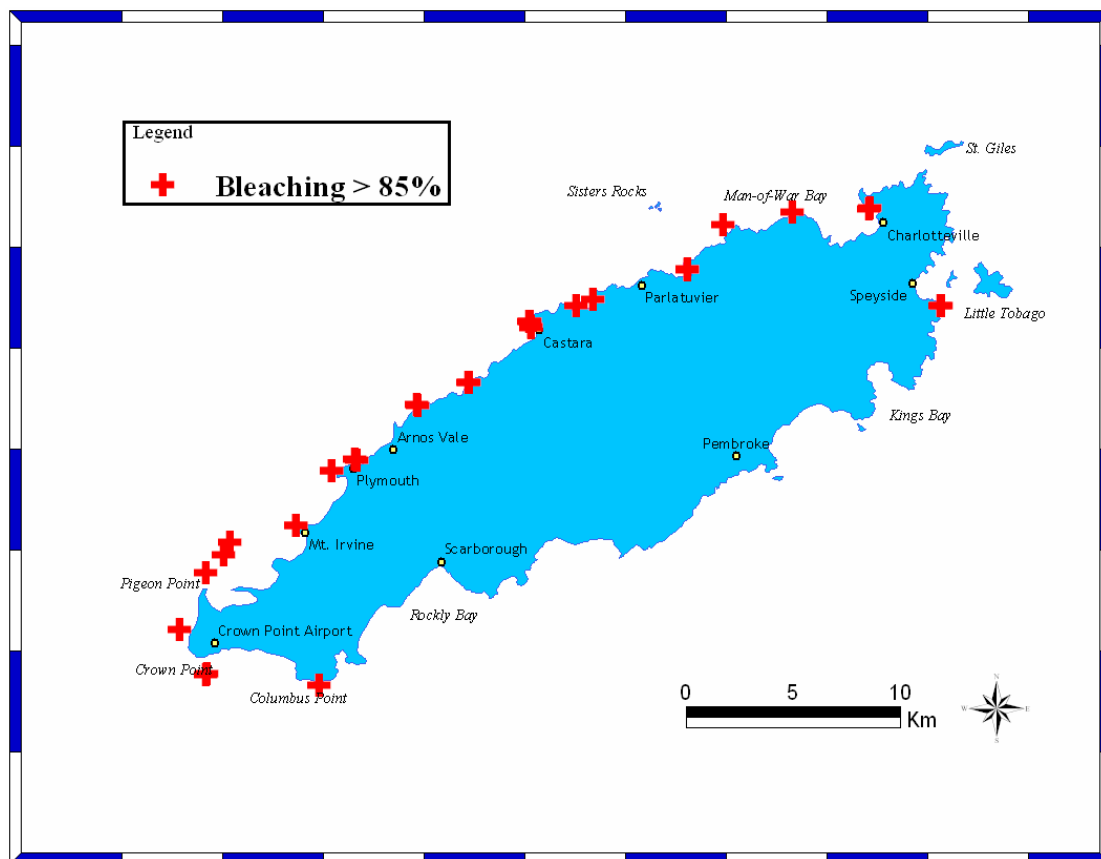 Legend
Bleaching > 85%
St. Giles
Sisters Rocks
Man-of-War Bay
Charlotteville
Parlatuvier
Speyside
Little Tobago
Castara
Kings Bay
Arnos Vale
Pembroke
Plymouth
Mt. Irvine
Scarborough
Pigeon Point
Rockly Bay
Crown Point Airport
Crown Point
Columbus Point
0 5 10
Km
N
W E
S